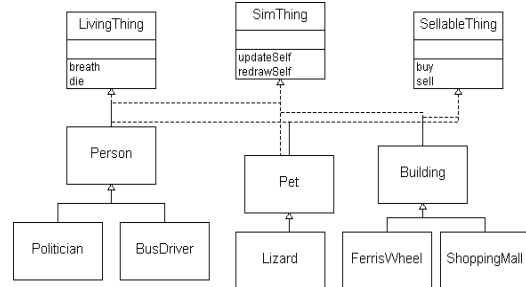 LivingThing
SimThing
SellableThing
breath
die
updateSelf
redrawSelf
buy
sell
Person
Pet
Building
Politician
BusDriver
Lizard
FerrisWheel
ShoppingMall